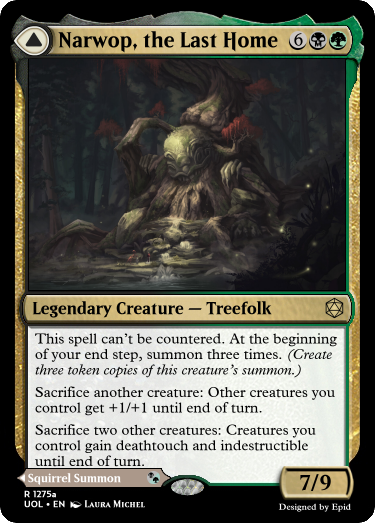 Narwop, the Last Home 6
Legendary Creature — Treefolk
This spell can't be countered. At the beginning
of your end step, summon three times. (Create
three token copies of this creature's summon.)
Sacrifice another creature: Other creatures you
control get +1/+1 until end of turn.
Sacrifice two other creatures: Creatures you
control gain deathtouch and indestructible
until end of turn.
Squirrel Summon
7/9
R 1275a
UOL • EN Laura Michel
Designed by Epid